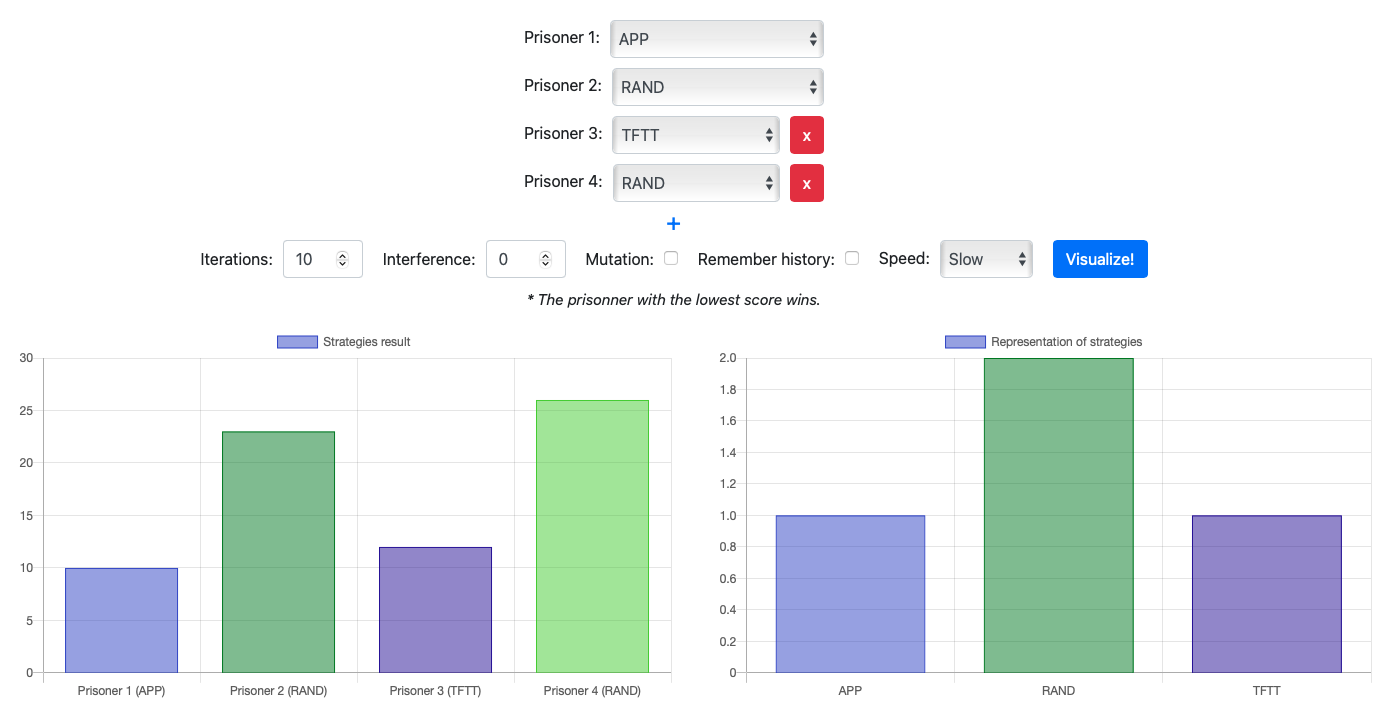 Prisoner 1: APP
Prisoner 2: RAND
Prisoner 3: TFTT x
Prisoner 4: RAND x
+
Iterations: 10 Interference: 0 Mutation: Remember history: Speed: Slow Visualize!
* The prisonner with the lowest score wins.
Strategies result
30
25
20
15
10
5
0
Prisoner 1 (APP) Prisoner 2 (RAND) Prisoner 3 (TFTT) Prisoner 4 (RAND)
Representation of strategies
2.0
1.8
1.6
1.4
1.2
1.0
0.8
0.6
0.4
0.2
0
APP RAND TFTT